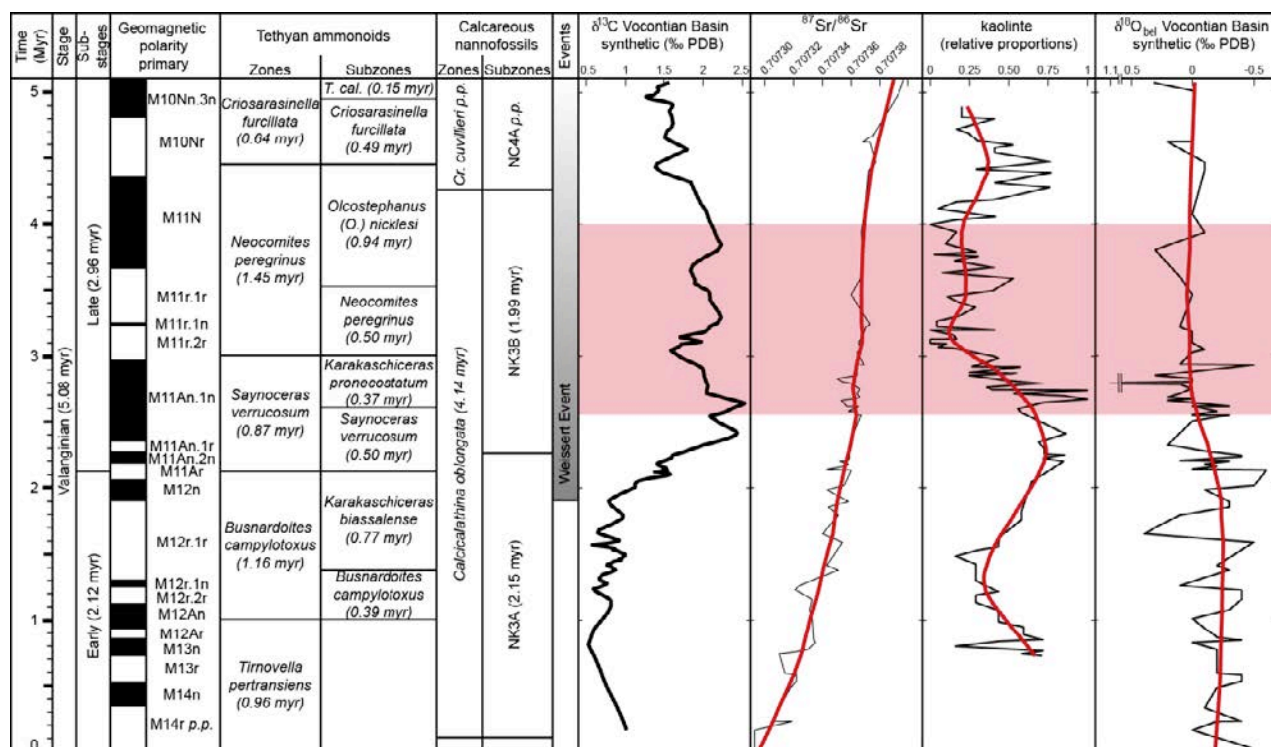 Time (Myr)
Stage
Sub-
stages
Geomagnetic
polarity
primary
Tethyan ammonoids
Zones
Subzones
Calcareous
nannofossils
Zones
Subzones
Events
δ13C Vocontian Basin
synthetic (‰ PDB)
0.5 1 1.5 2 2.5
87Sr/86Sr
0.70730
0.70732
0.70734
0.70736
0.70738
kaolinte
(relative proportions)
0 0.25 0.5 0.75 1
δ18Obel Vocontian Basin
synthetic (‰ PDB)
1.1 0.5 0 -0.5
5
4
3
2
1
0
Valanginian (5.08 myr)
Late (2.96 myr)
Early (2.12 myr)
M10Nn.3n
M10Nr
M11N
M11r.1r
M11r.1n
M11r.2r
M11An.1n
M11An.1r
M11An.2n
M11Ar
M12n
M12r.1r
M12r.1n
M12r.2r
M12An
M12Ar
M13n
M13r
M14n
M14r p.p.
Criosarasinella
furcillata
(0.64 myr)
Neocomites
peregrinus
(1.45 myr)
Saynoceras
verrucosum
(0.87 myr)
Busnardoites
campylotoxus
(1.16 myr)
Tirnovella
pertransiens
(0.96 myr)
T. cal. (0.15 myr)
Criosarasinella
furcillata
(0.49 myr)
Olcostephanus
(O.) nicklesi
(0.94 myr)
Neocomites
peregrinus
(0.50 myr)
Karakaschiceras
pronecostatum
(0.37 myr)
Saynoceras
verrucosum
(0.50 myr)
Karakaschiceras
biassalense
(0.77 myr)
Busnardoites
campylotoxus
(0.39 myr)
Cr. cuvillieri p.p.
Calcicalathina oblongata (4.14 myr)
NC4A p.p.
NK3B (1.99 myr)
NK3A (2.15 myr)
Weissert Event